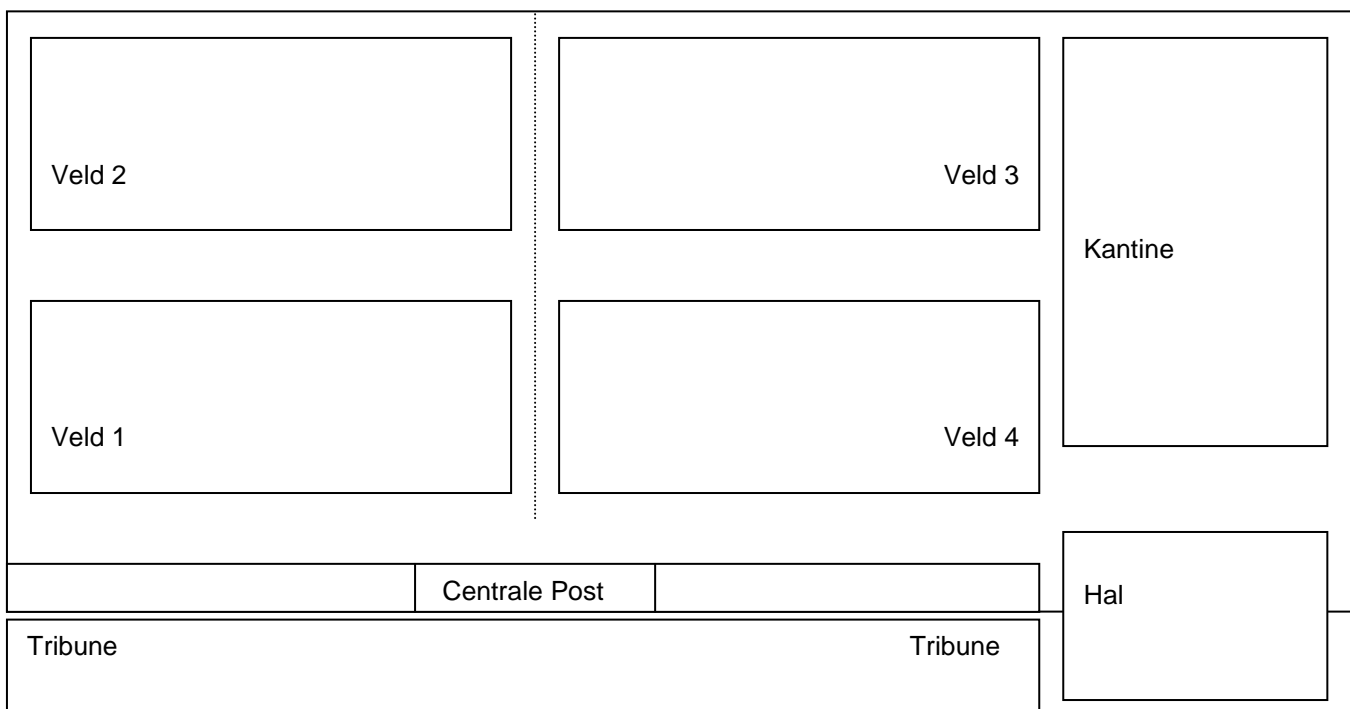 Veld 2
Veld 3
Kantine
Veld 1
Veld 4
Centrale Post
Hal
Tribune
Tribune